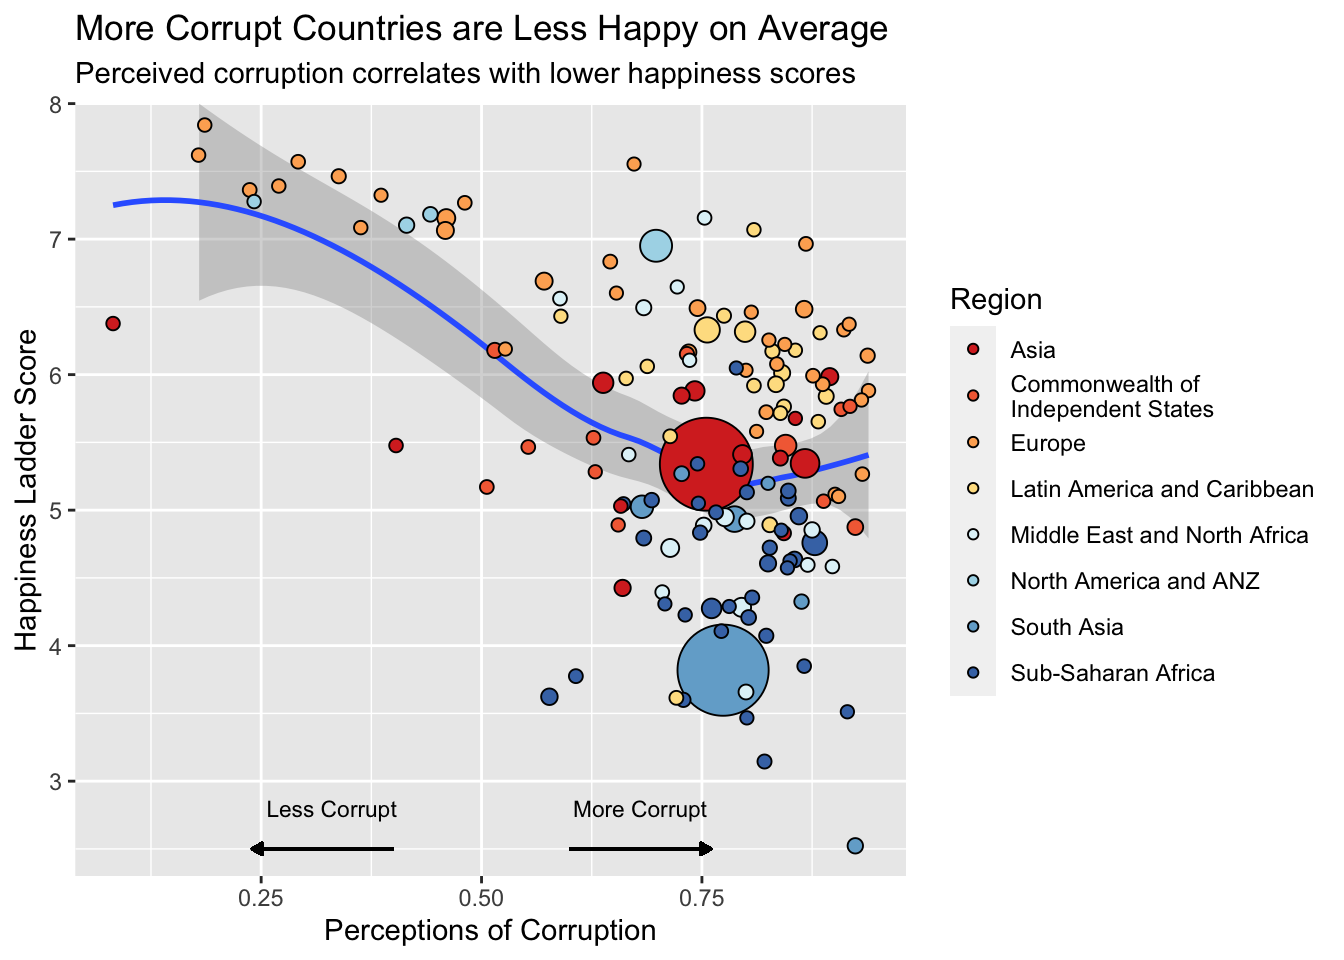 More Corrupt Countries are Less Happy on Average
Perceived corruption correlates with lower happiness scores
8
7
6
5
4
3
Happiness Ladder Score
Less Corrupt
More Corrupt
0.25
0.50
0.75
Perceptions of Corruption
Region
Asia
Commonwealth of
Independent States
Europe
Latin America and Caribbean
Middle East and North Africa
North America and ANZ
South Asia
Sub-Saharan Africa